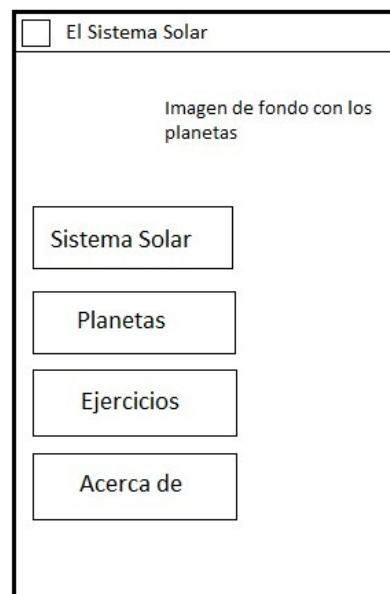 El Sistema Solar
Imagen de fondo con los
planetas
Sistema Solar
Planetas
Ejercicios
Acerca de